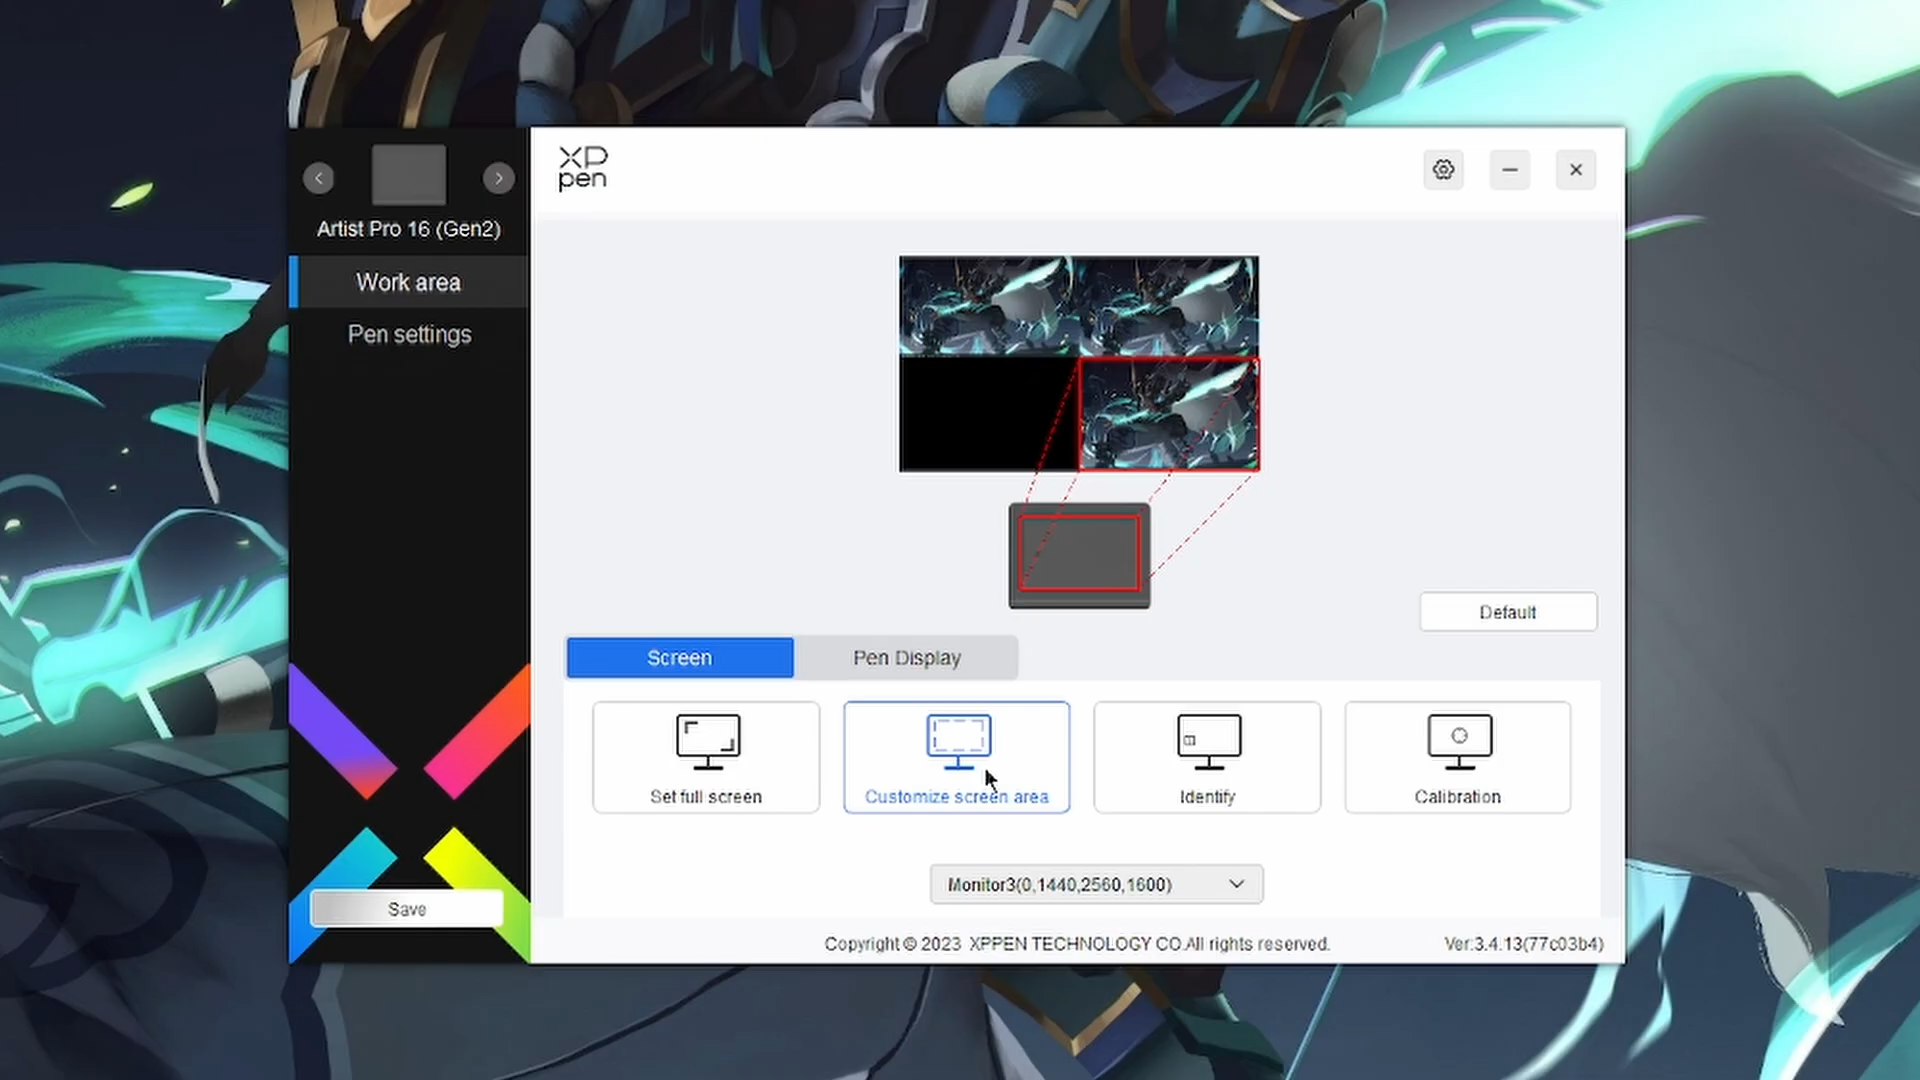 XP
pen
Artist Pro 16 (Gen2)
Work area
Pen settings
Default
Screen
Pen Display
Set full screen
Customize screen area
Identify
Calibration
Monitor3(0,1440,2560,1600)
Save
Copyright © 2023 XPPEN TECHNOLOGY CO.All rights reserved.
Ver:3.4.13(77c03b4)